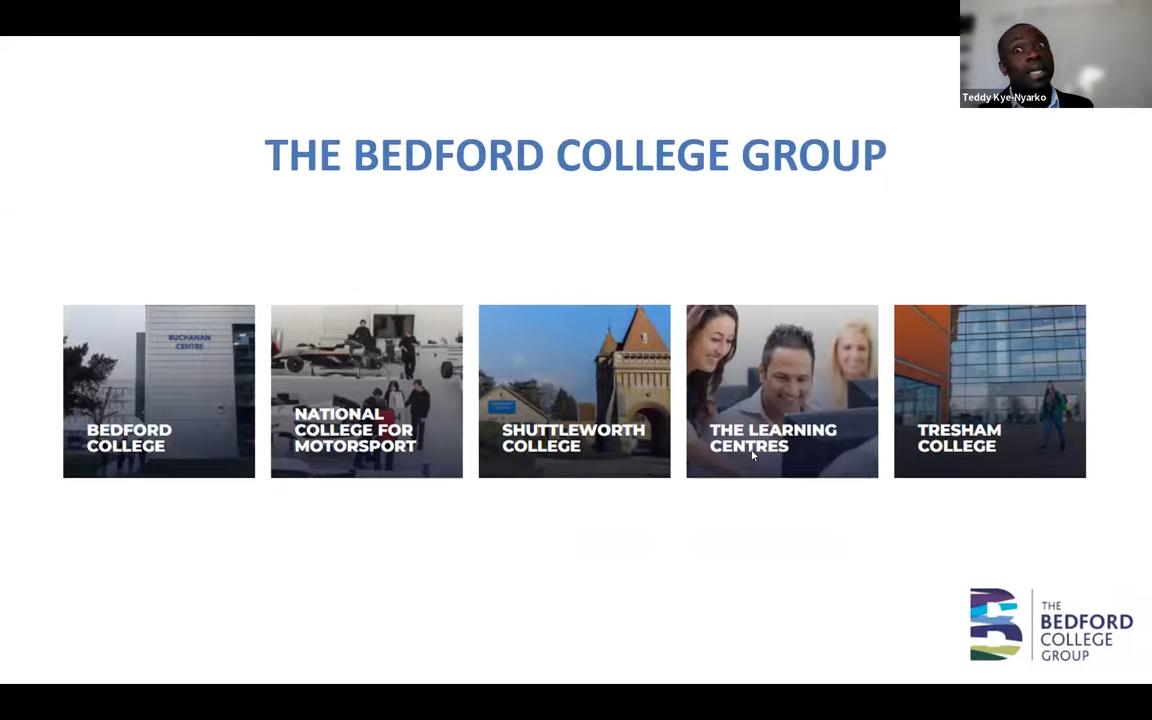 Teddy Kye-Nyarko
THE BEDFORD COLLEGE GROUP
BUCHANAN
CENTRE
BEDFORD
COLLEGE
NATIONAL
COLLEGE FOR
MOTORSPORT
SHUTTLEWORTH
COLLEGE
THE LEARNING
CENTRES
TRESHAM
COLLEGE
THE
BEDFORD
COLLEGE
GROUP